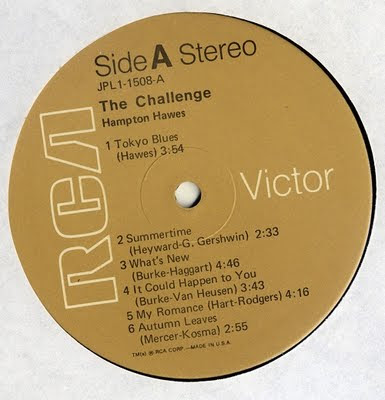 Side A Stereo
JPL1-1508-A
The Challenge
Hampton Hawes
1 Tokyo Blues
(Hawes) 3:54
RCA Victor
2 Summertime
(Heyward-G. Gershwin) 2:33
3 What's New
(Burke-Haggart) 4:46
4 It Could Happen to You
(Burke-Van Heusen) 3:43
5 My Romance (Hart-Rodgers) 4:16
6 Autumn Leaves
(Mercer-Kosma) 2:55
TM(s) ® RCA CORP.—MADE IN U.S.A.